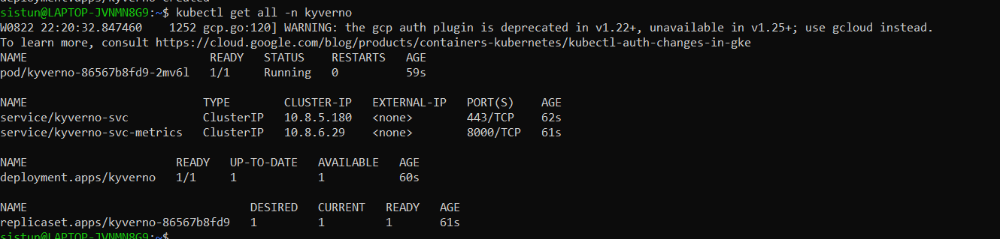 deployment.apps/kyverno created
sistun@LAPTOP-JVNMN8G9:~$ kubectl get all -n kyverno
W0822 22:20:32.847460    1252 gcp.go:120] WARNING: the gcp auth plugin is deprecated in v1.22+, unavailable in v1.25+; use gcloud instead.
To learn more, consult https://cloud.google.com/blog/products/containers-kubernetes/kubectl-auth-changes-in-gke
NAME                           READY   STATUS    RESTARTS   AGE
pod/kyverno-86567b8fd9-2mv6l   1/1     Running   0          59s

NAME                          TYPE        CLUSTER-IP   EXTERNAL-IP   PORT(S)    AGE
service/kyverno-svc           ClusterIP   10.8.5.180   <none>        443/TCP    62s
service/kyverno-svc-metrics   ClusterIP   10.8.6.29    <none>        8000/TCP   61s

NAME                      READY   UP-TO-DATE   AVAILABLE   AGE
deployment.apps/kyverno   1/1     1            1           60s

NAME                                 DESIRED   CURRENT   READY   AGE
replicaset.apps/kyverno-86567b8fd9   1         1         1       61s
sistun@LAPTOP-JVNMN8G9:~$